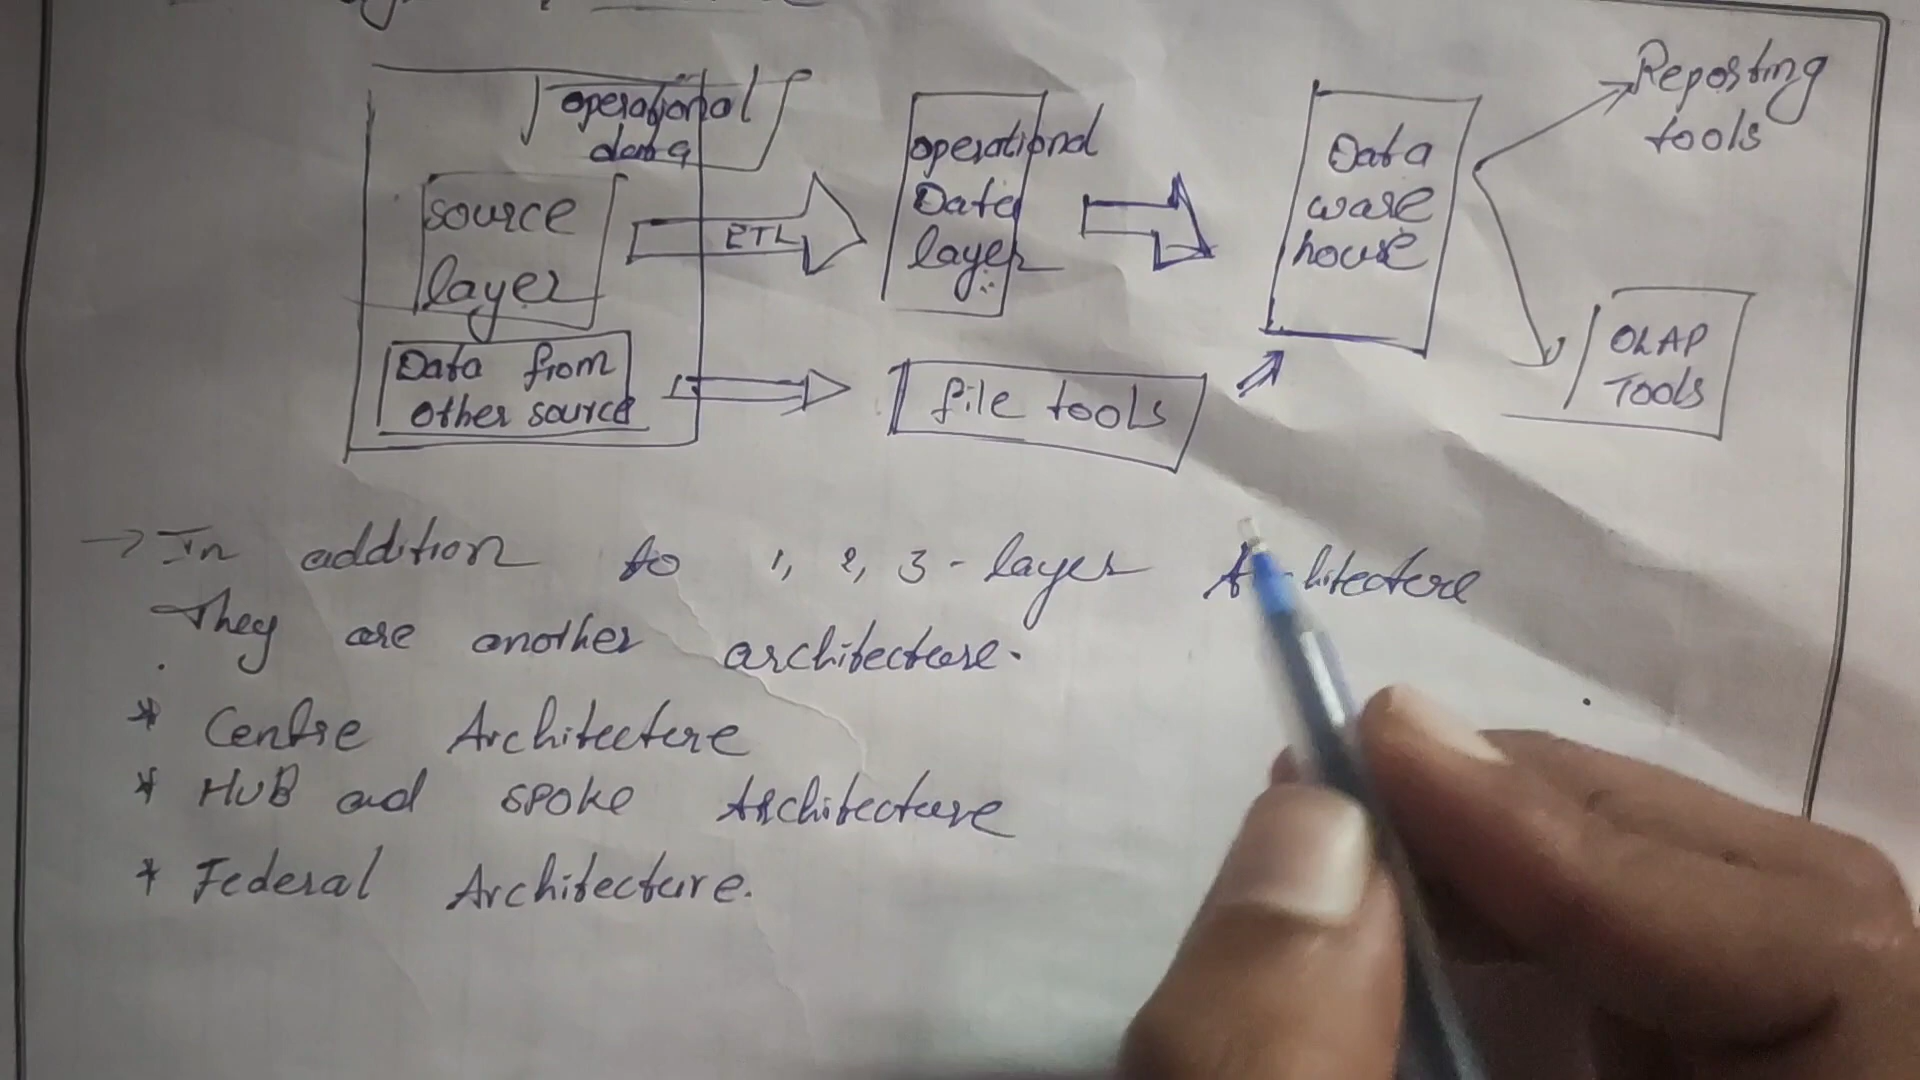 operational
data
source
layer
ETL
Data from
other source
operational
Data
layer
file tools
Data
ware
house
Reporting
tools
OLAP
Tools
→ In addition to 1, 2, 3 - layer Architecture
They are another architecture.
* Centre Architecture
* HUB and spoke Architecture
* Federal Architecture.